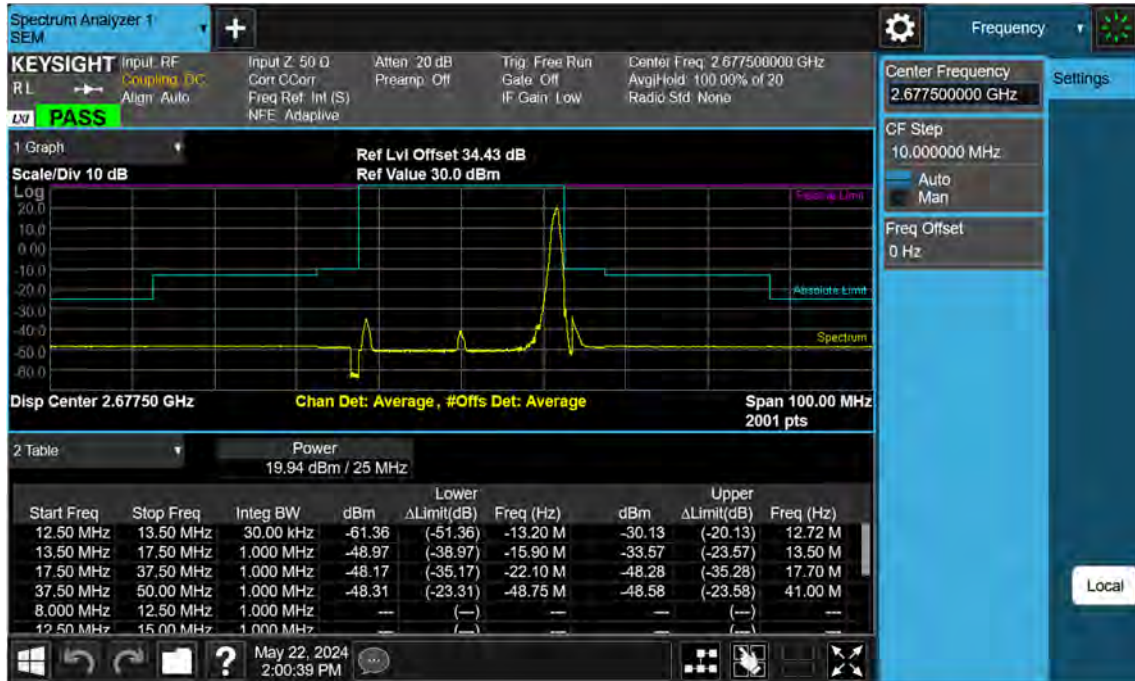 Spectrum Analyzer 1
SEM
Frequency
KEYSIGHT
R L
LXI PASS
Input: RF
Coupling: DC
Align: Auto
Input Z: 50 Ω
Corr CCorr
Freq Ref: Int (S)
NFE: Adaptive
Atten: 20 dB
Preamp: Off
Trig: Free Run
Gate: Off
IF Gain: Low
Center Freq: 2.677500000 GHz
Avg|Hold: 100.00% of 20
Radio Std: None
1 Graph
Scale/Div 10 dB
Ref Lvl Offset 34.43 dB
Ref Value 30.0 dBm
Log
20.0
10.0
0.00
-10.0
-20.0
-30.0
-40.0
-50.0
-60.0
Absolute Limit
Spectrum
Disp Center 2.67750 GHz
Chan Det: Average, #Offs Det: Average
Span 100.00 MHz
2001 pts
2 Table
Power
19.94 dBm / 25 MHz
Lower Upper
Start Freq Stop Freq Integ BW dBm ΔLimit(dB) Freq (Hz) dBm ΔLimit(dB) Freq (Hz)
12.50 MHz 13.50 MHz 30.00 kHz -61.36 (-51.36) -13.20 M -30.13 (-20.13) 12.72 M
13.50 MHz 17.50 MHz 1.000 MHz -48.97 (-38.97) -15.90 M -33.57 (-23.57) 13.50 M
17.50 MHz 37.50 MHz 1.000 MHz -48.17 (-35.17) -22.10 M -48.28 (-35.28) 17.70 M
37.50 MHz 50.00 MHz 1.000 MHz -48.31 (-23.31) -48.75 M -48.58 (-23.58) 41.00 M
8.000 MHz 12.50 MHz 1.000 MHz --- (---) --- --- (---) ---
12.50 MHz 15.00 MHz 1.000 MHz --- (---) --- --- (---) ---
May 22, 2024
2:00:39 PM
Center Frequency
2.677500000 GHz
Settings
CF Step
10.000000 MHz
Auto
Man
Freq Offset
0 Hz
Local